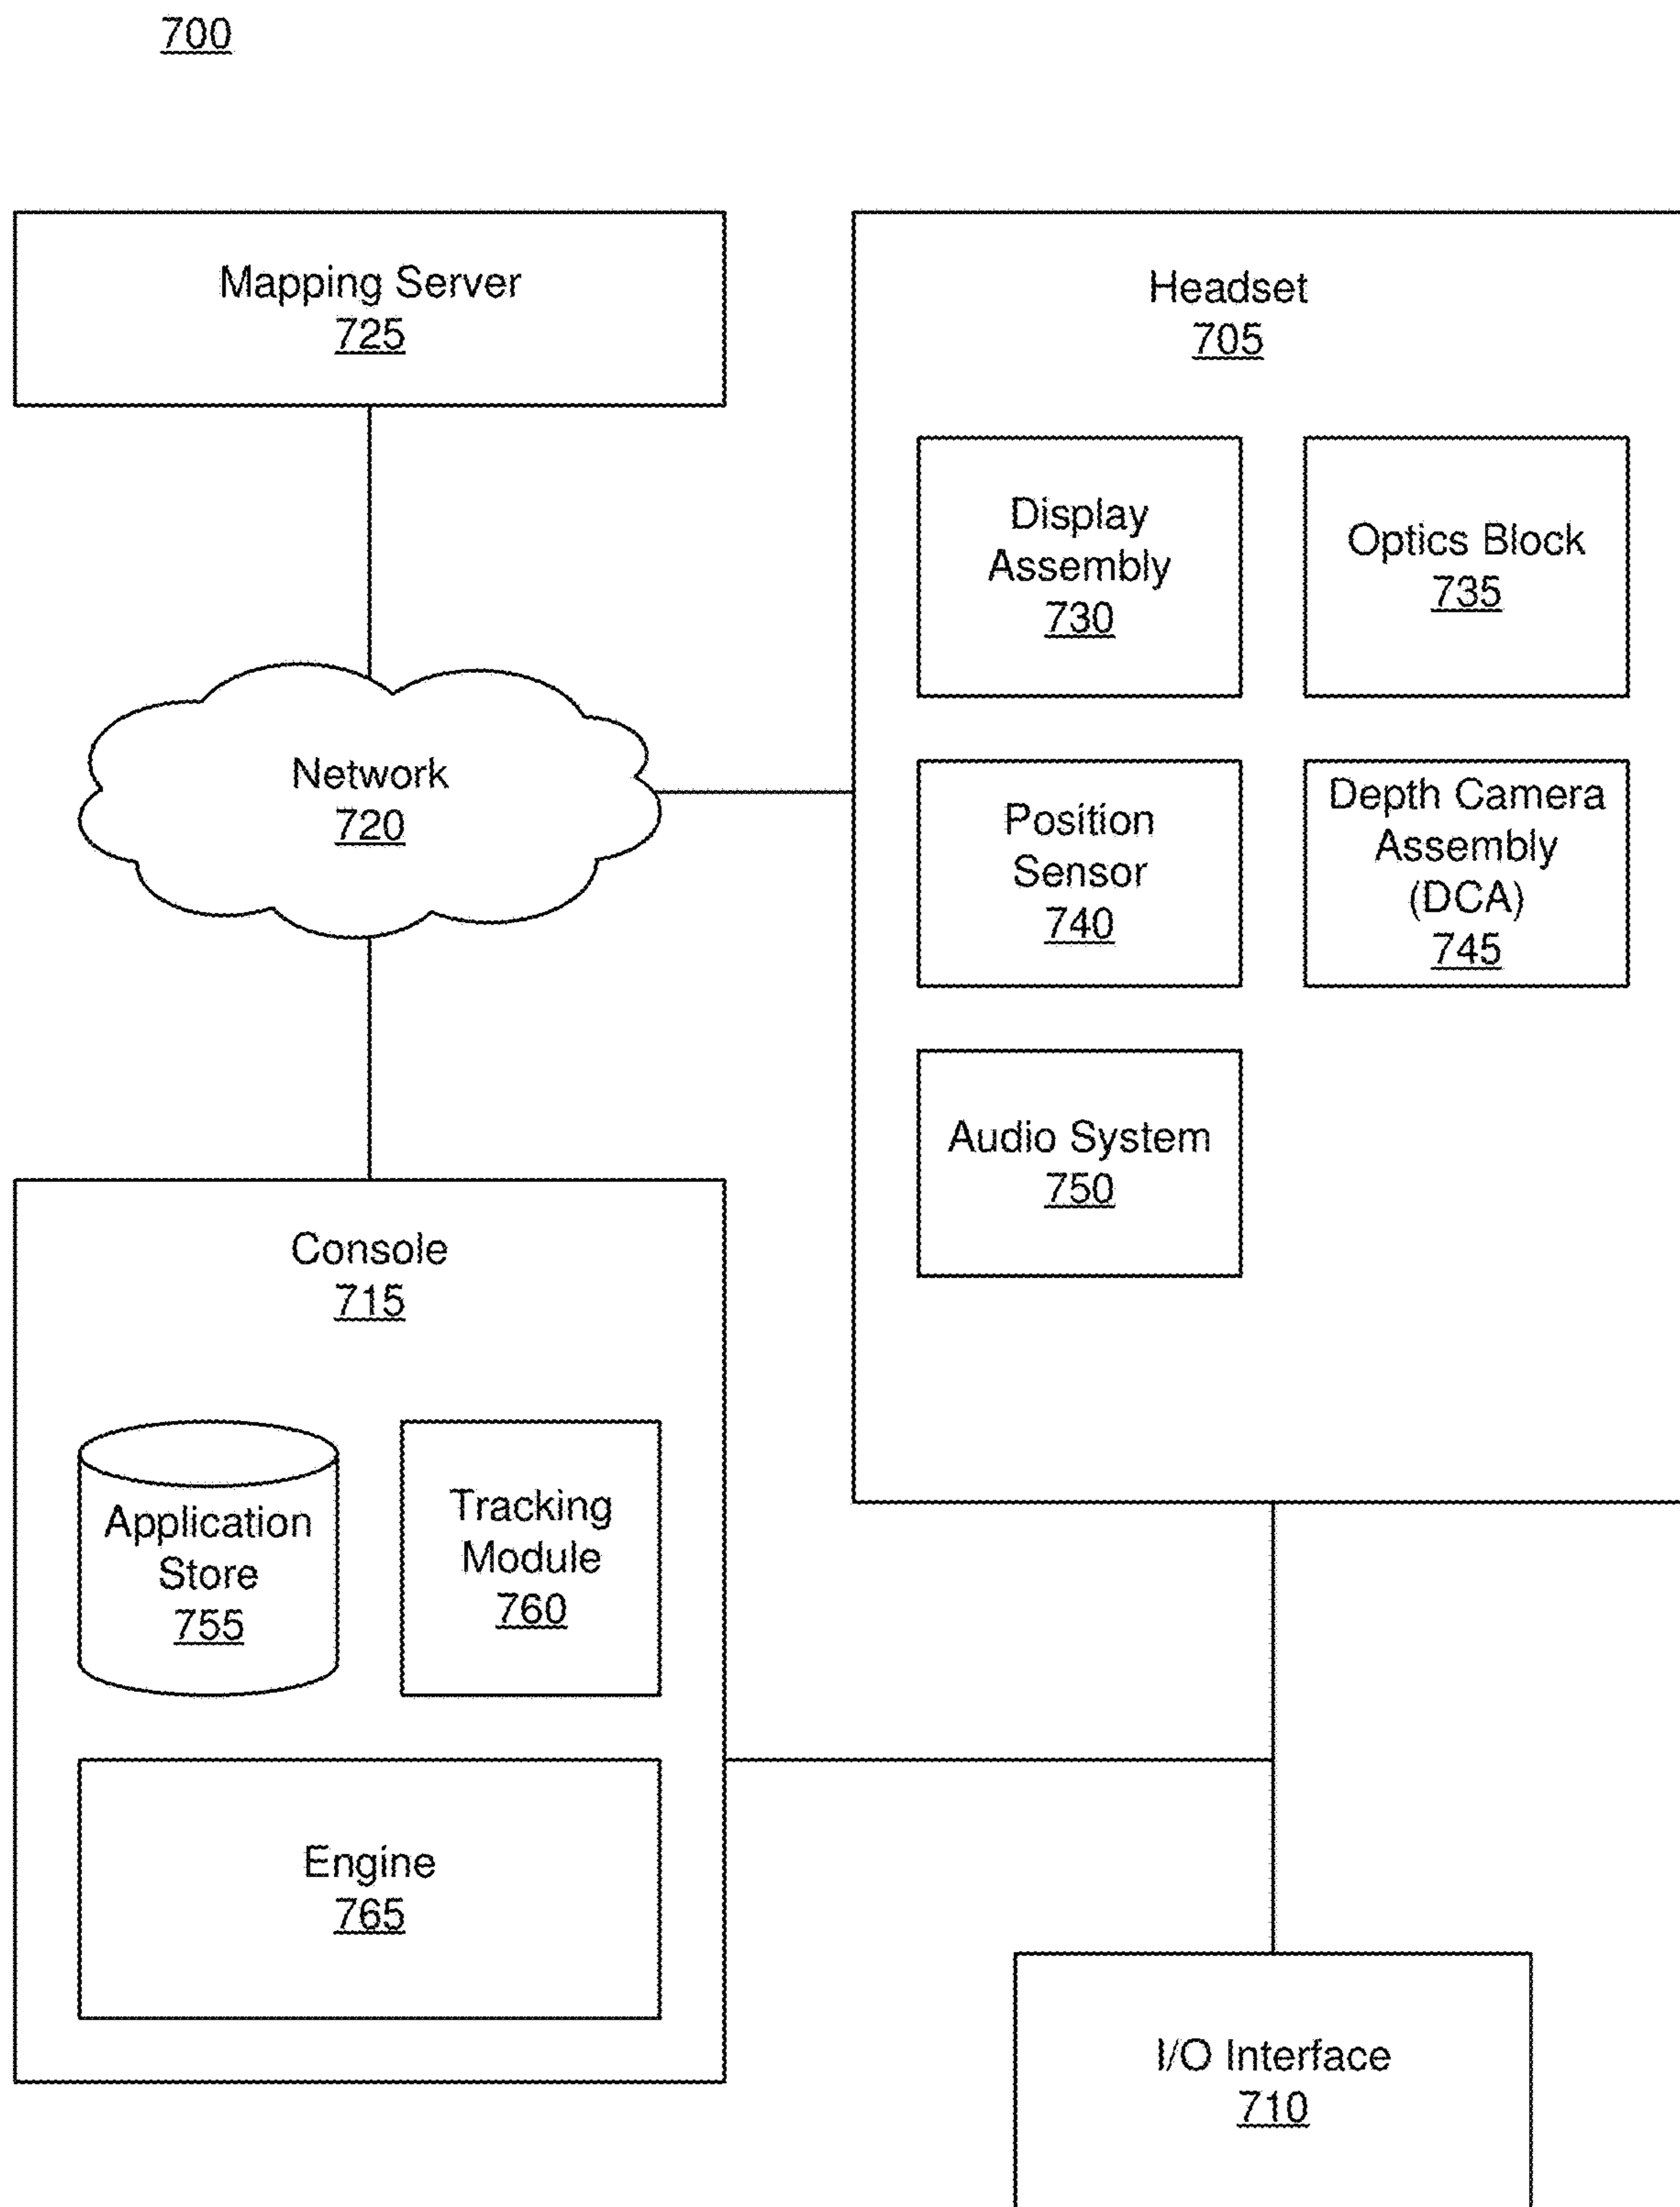 700
Mapping Server
725
Headset
705
Display
Assembly
730
Optics Block
735
Network
720
Position
Sensor
740
Depth Camera
Assembly
(DCA)
745
Audio System
750
Console
715
Application
Store
755
Tracking
Module
760
Engine
765
I/O Interface
710